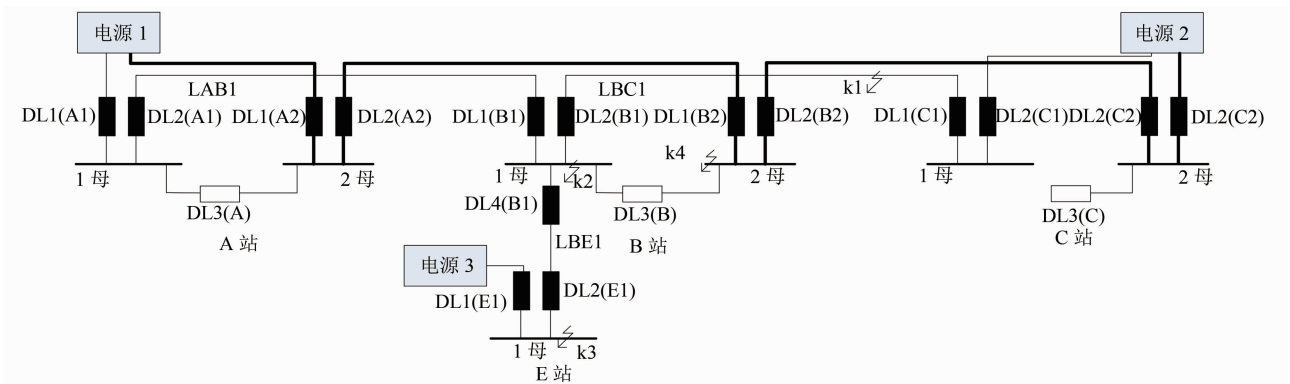 电源 1
电源 2
LAB1
LBC1
k1
DL1(A1)
DL2(A1)
DL1(A2)
DL2(A2)
DL1(B1)
DL2(B1)
DL1(B2)
DL2(B2)
DL1(C1)
DL2(C1)
DL2(C2)
DL2(C2)
k4
1 母
2 母
1 母
k2
2 母
1 母
2 母
DL3(A)
DL4(B1)
DL3(B)
DL3(C)
A 站
LBE1
B 站
C 站
电源 3
DL1(E1)
DL2(E1)
1 母
k3
E 站